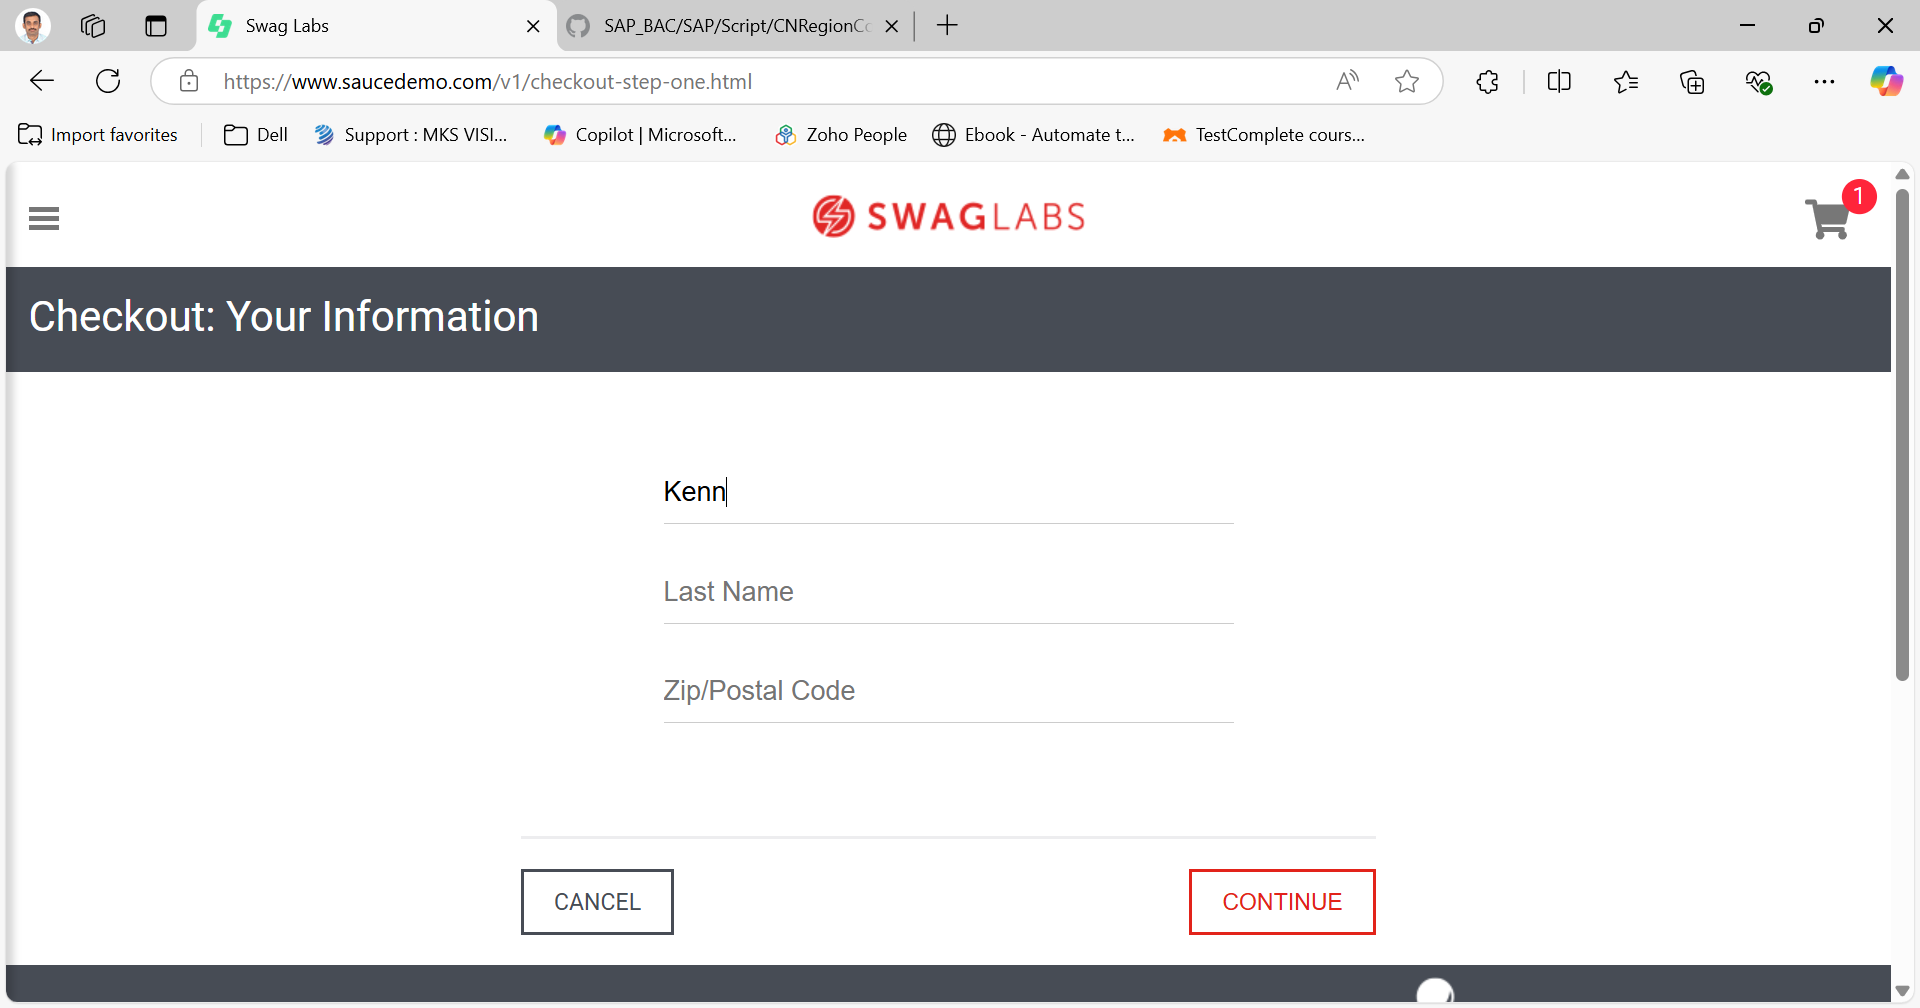 Swag Labs
SAP_BAC/SAP/Script/CNRegionCo
https://www.saucedemo.com/v1/checkout-step-one.html
Import favorites
Dell
Support : MKS VISI...
Copilot | Microsoft...
Zoho People
Ebook - Automate t...
TestComplete cours...
SWAGLABS
1
Checkout: Your Information
Kenn
Last Name
Zip/Postal Code
CANCEL
CONTINUE